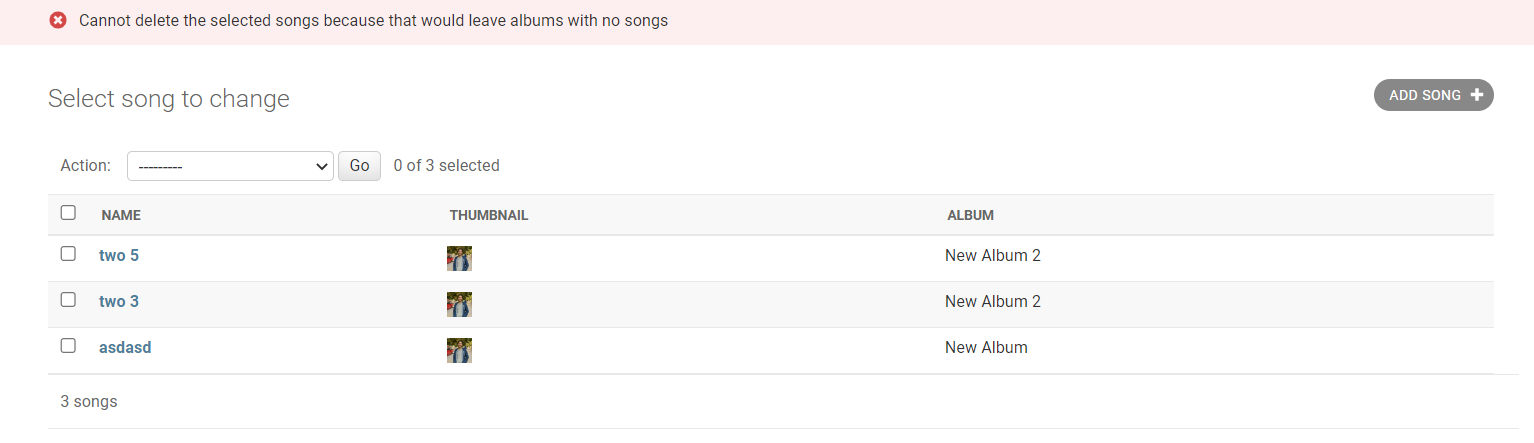 Cannot delete the selected songs because that would leave albums with no songs
Select song to change
ADD SONG
Action: --------- Go 0 of 3 selected
NAME THUMBNAIL ALBUM
two 5 New Album 2
two 3 New Album 2
asdasd New Album
3 songs